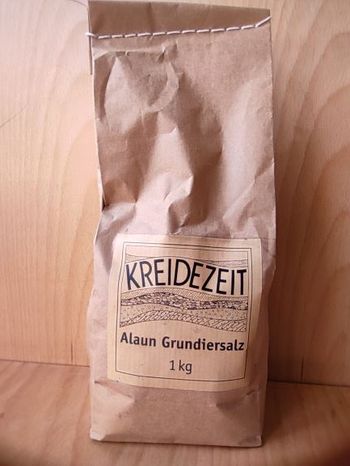 KREIDEZEIT
Alaun Grundiersalz
1 kg